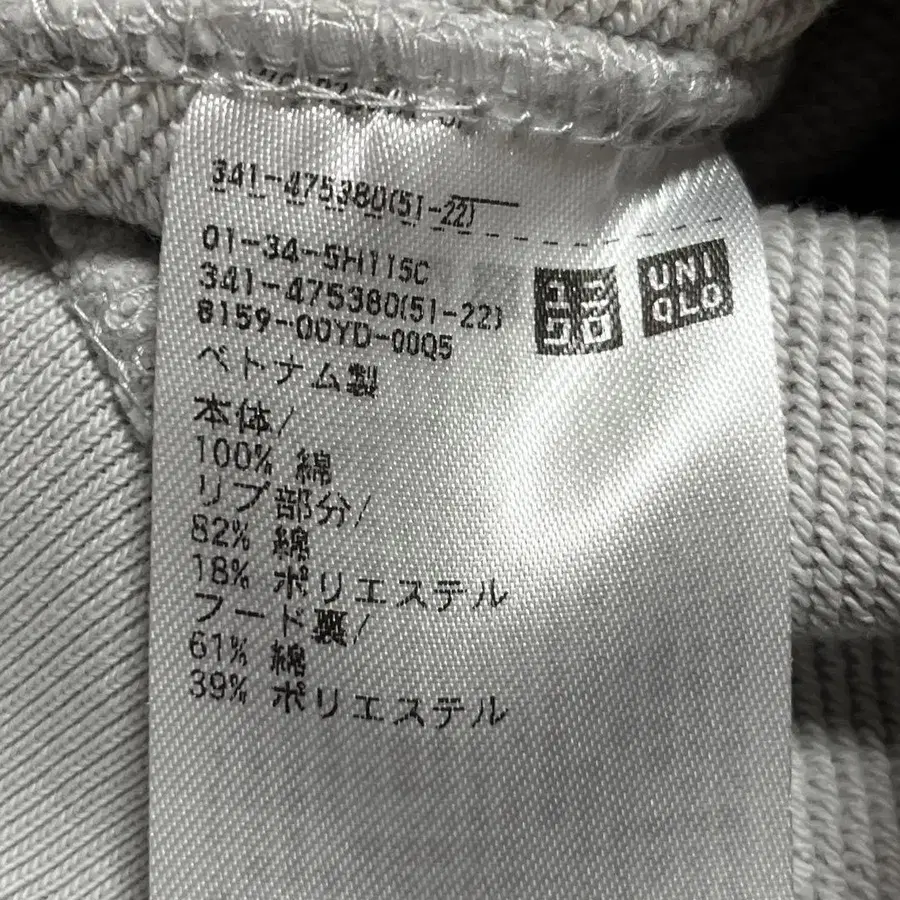 341-475380(51-22)
01-34-SH115C
341-475380(51-22)
8159-00YD-00Q5
ユニクロ
UNIQLO
ベトナム製
本体/
100% 綿
リブ部分/
82% 綿
18% ポリエステル
フード裏/
61% 綿
39% ポリエステル